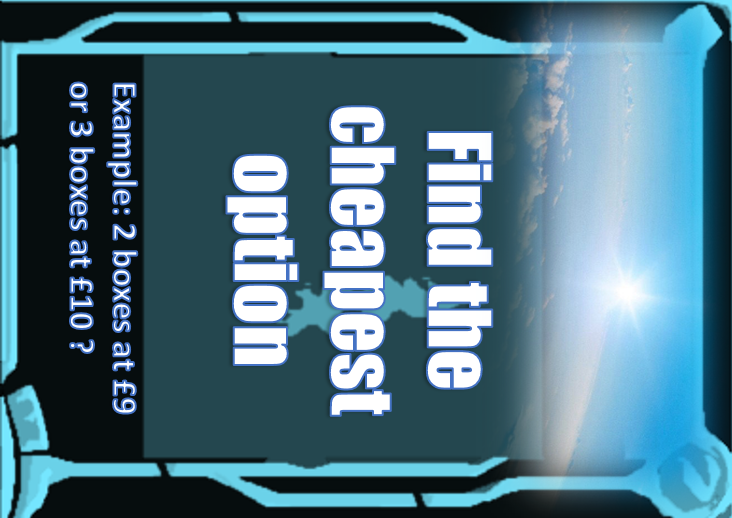 Find the
cheapest
option
Example: 2 boxes at £9
or 3 boxes at £10 ?